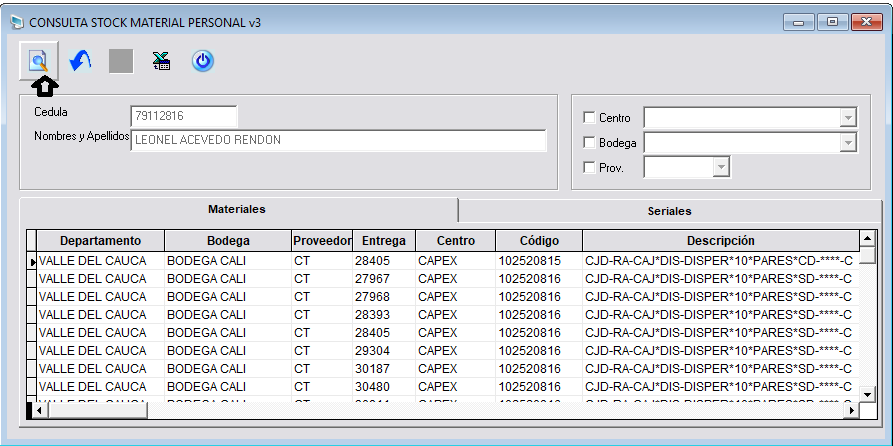 CONSULTA STOCK MATERIAL PERSONAL v3
Cedula 79112816
Nombres y Apellidos LEONEL ACEVEDO RENDON
Centro
Bodega
Prov.
Materiales Seriales
Departamento Bodega Proveedor Entrega Centro Código Descripción
VALLE DEL CAUCA BODEGA CALI CT 28405 CAPEX 102520815 CJD-RA-CAJ*DIS-DISPER*10*PARES*CD-****-C
VALLE DEL CAUCA BODEGA CALI CT 27967 CAPEX 102520816 CJD-RA-CAJ*DIS-DISPER*10*PARES*SD-****-C
VALLE DEL CAUCA BODEGA CALI CT 27968 CAPEX 102520816 CJD-RA-CAJ*DIS-DISPER*10*PARES*SD-****-C
VALLE DEL CAUCA BODEGA CALI CT 28393 CAPEX 102520816 CJD-RA-CAJ*DIS-DISPER*10*PARES*SD-****-C
VALLE DEL CAUCA BODEGA CALI CT 28405 CAPEX 102520816 CJD-RA-CAJ*DIS-DISPER*10*PARES*SD-****-C
VALLE DEL CAUCA BODEGA CALI CT 29304 CAPEX 102520816 CJD-RA-CAJ*DIS-DISPER*10*PARES*SD-****-C
VALLE DEL CAUCA BODEGA CALI CT 30187 CAPEX 102520816 CJD-RA-CAJ*DIS-DISPER*10*PARES*SD-****-C
VALLE DEL CAUCA BODEGA CALI CT 30480 CAPEX 102520816 CJD-RA-CAJ*DIS-DISPER*10*PARES*SD-****-C